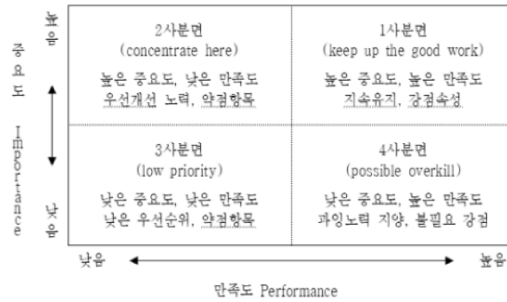 높음
중요도 Importance
낮음
2사분면
(concentrate here)
높은 중요도, 낮은 만족도
우선개선 노력, 약점항목
1사분면
(keep up the good work)
높은 중요도, 높은 만족도
지속유지, 강점속성
3사분면
(low priority)
낮은 중요도, 낮은 만족도
낮은 우선순위, 약점항목
4사분면
(possible overkill)
낮은 중요도, 높은 만족도
과잉노력 지양, 불필요 강점
낮음
높음
만족도 Performance